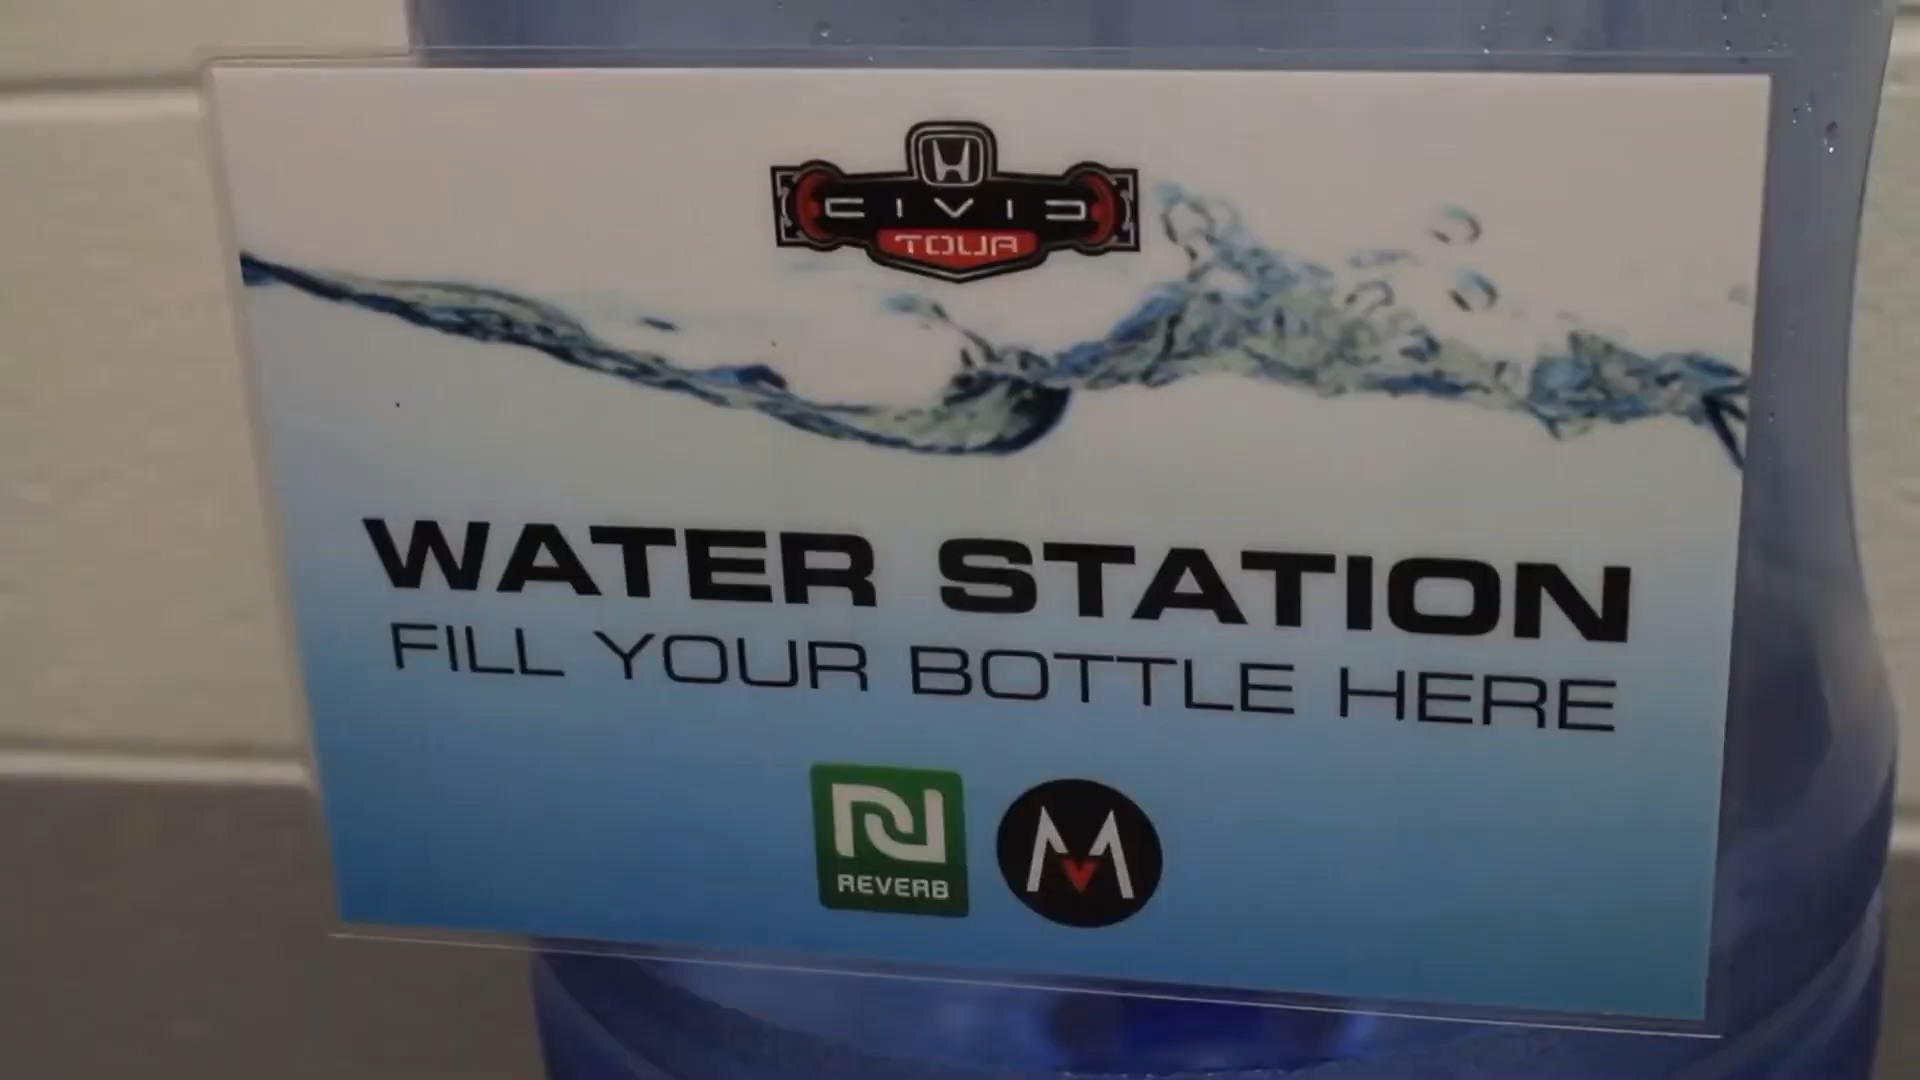 CIVIC
TOUR
WATER STATION
FILL YOUR BOTTLE HERE
REVERB
M